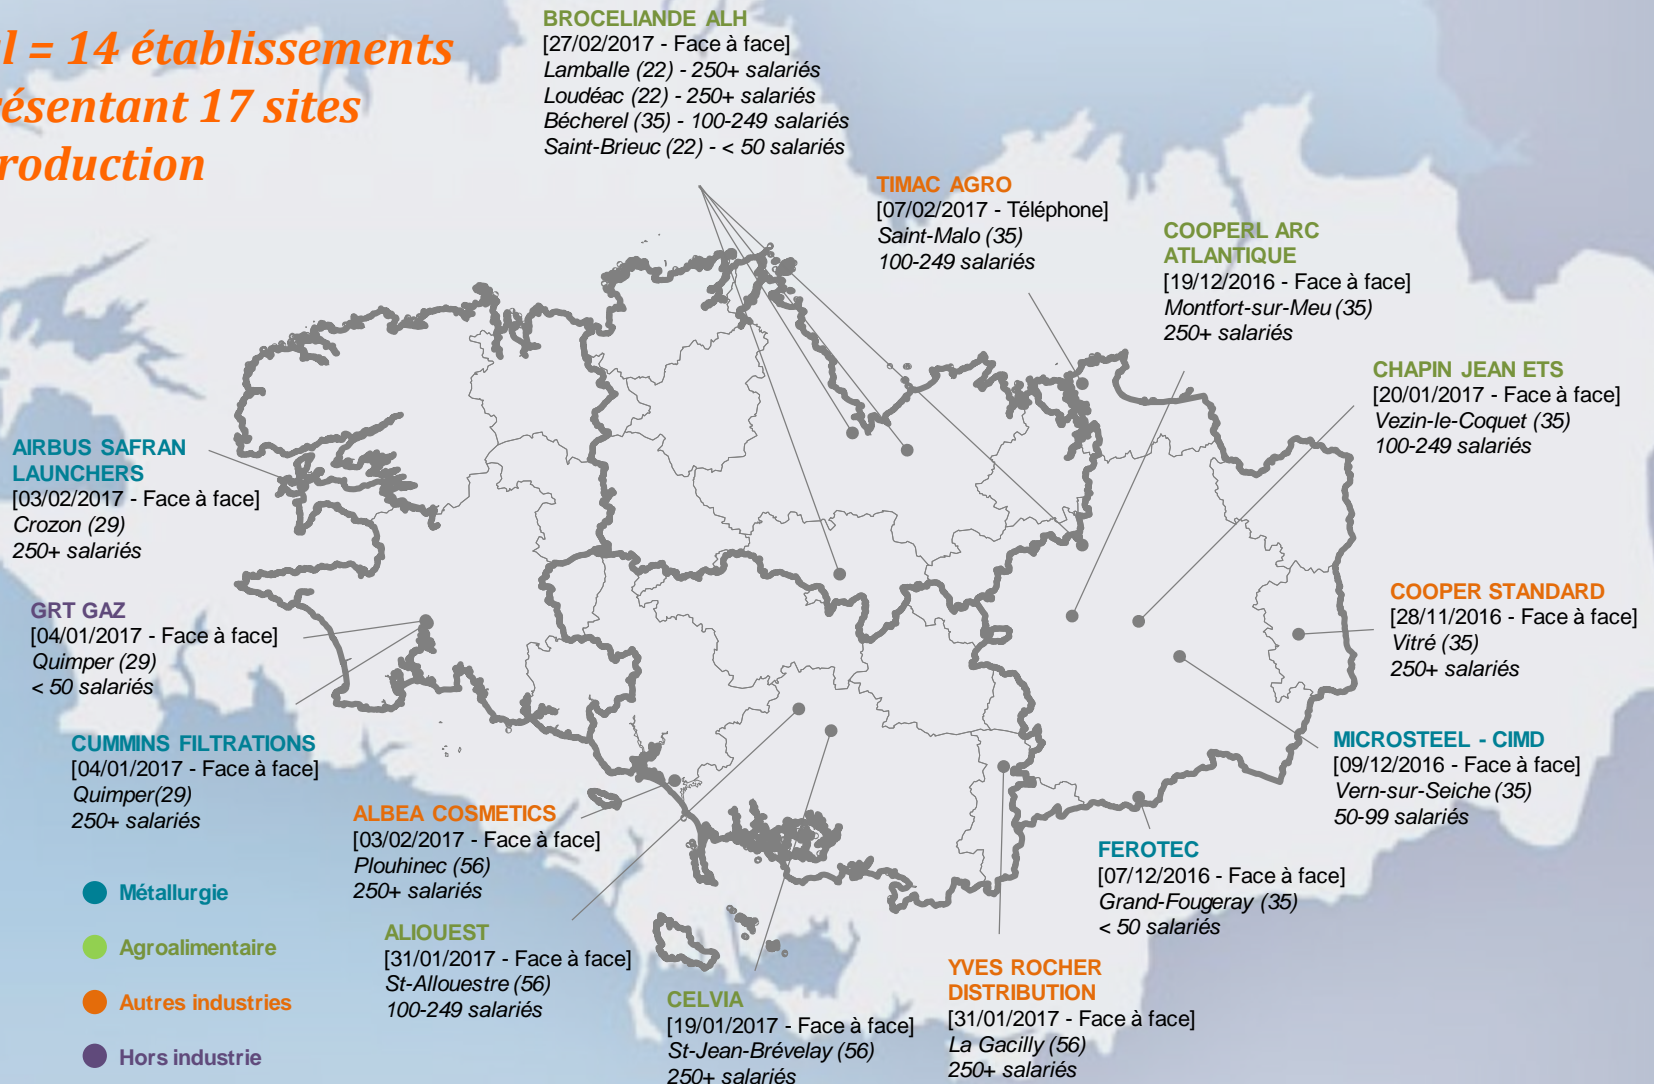 l = 14 établissements
résentant 17 sites
roduction
BROCELIANDE ALH
[27/02/2017 - Face à face]
Lamballe (22) - 250+ salariés
Loudéac (22) - 250+ salariés
Bécherel (35) - 100-249 salariés
Saint-Brieuc (22) - < 50 salariés
TIMAC AGRO
[07/02/2017 - Téléphone]
Saint-Malo (35)
100-249 salariés
COOPERL ARC
ATLANTIQUE
[19/12/2016 - Face à face]
Montfort-sur-Meu (35)
250+ salariés
CHAPIN JEAN ETS
[20/01/2017 - Face à face]
Vezin-le-Coquet (35)
100-249 salariés
AIRBUS SAFRAN
LAUNCHERS
[03/02/2017 - Face à face]
Crozon (29)
250+ salariés
GRT GAZ
[04/01/2017 - Face à face]
Quimper (29)
< 50 salariés
COOPER STANDARD
[28/11/2016 - Face à face]
Vitré (35)
250+ salariés
CUMMINS FILTRATIONS
[04/01/2017 - Face à face]
Quimper(29)
250+ salariés
MICROSTEEL - CIMD
[09/12/2016 - Face à face]
Vern-sur-Seiche (35)
50-99 salariés
ALBEA COSMETICS
[03/02/2017 - Face à face]
Plouhinec (56)
250+ salariés
FEROTEC
[07/12/2016 - Face à face]
Grand-Fougeray (35)
< 50 salariés
ALIOUEST
[31/01/2017 - Face à face]
St-Allouestre (56)
100-249 salariés
CELVIA
[19/01/2017 - Face à face]
St-Jean-Brévelay (56)
250+ salariés
YVES ROCHER
DISTRIBUTION
[31/01/2017 - Face à face]
La Gacilly (56)
250+ salariés
Métallurgie
Agroalimentaire
Autres industries
Hors industrie